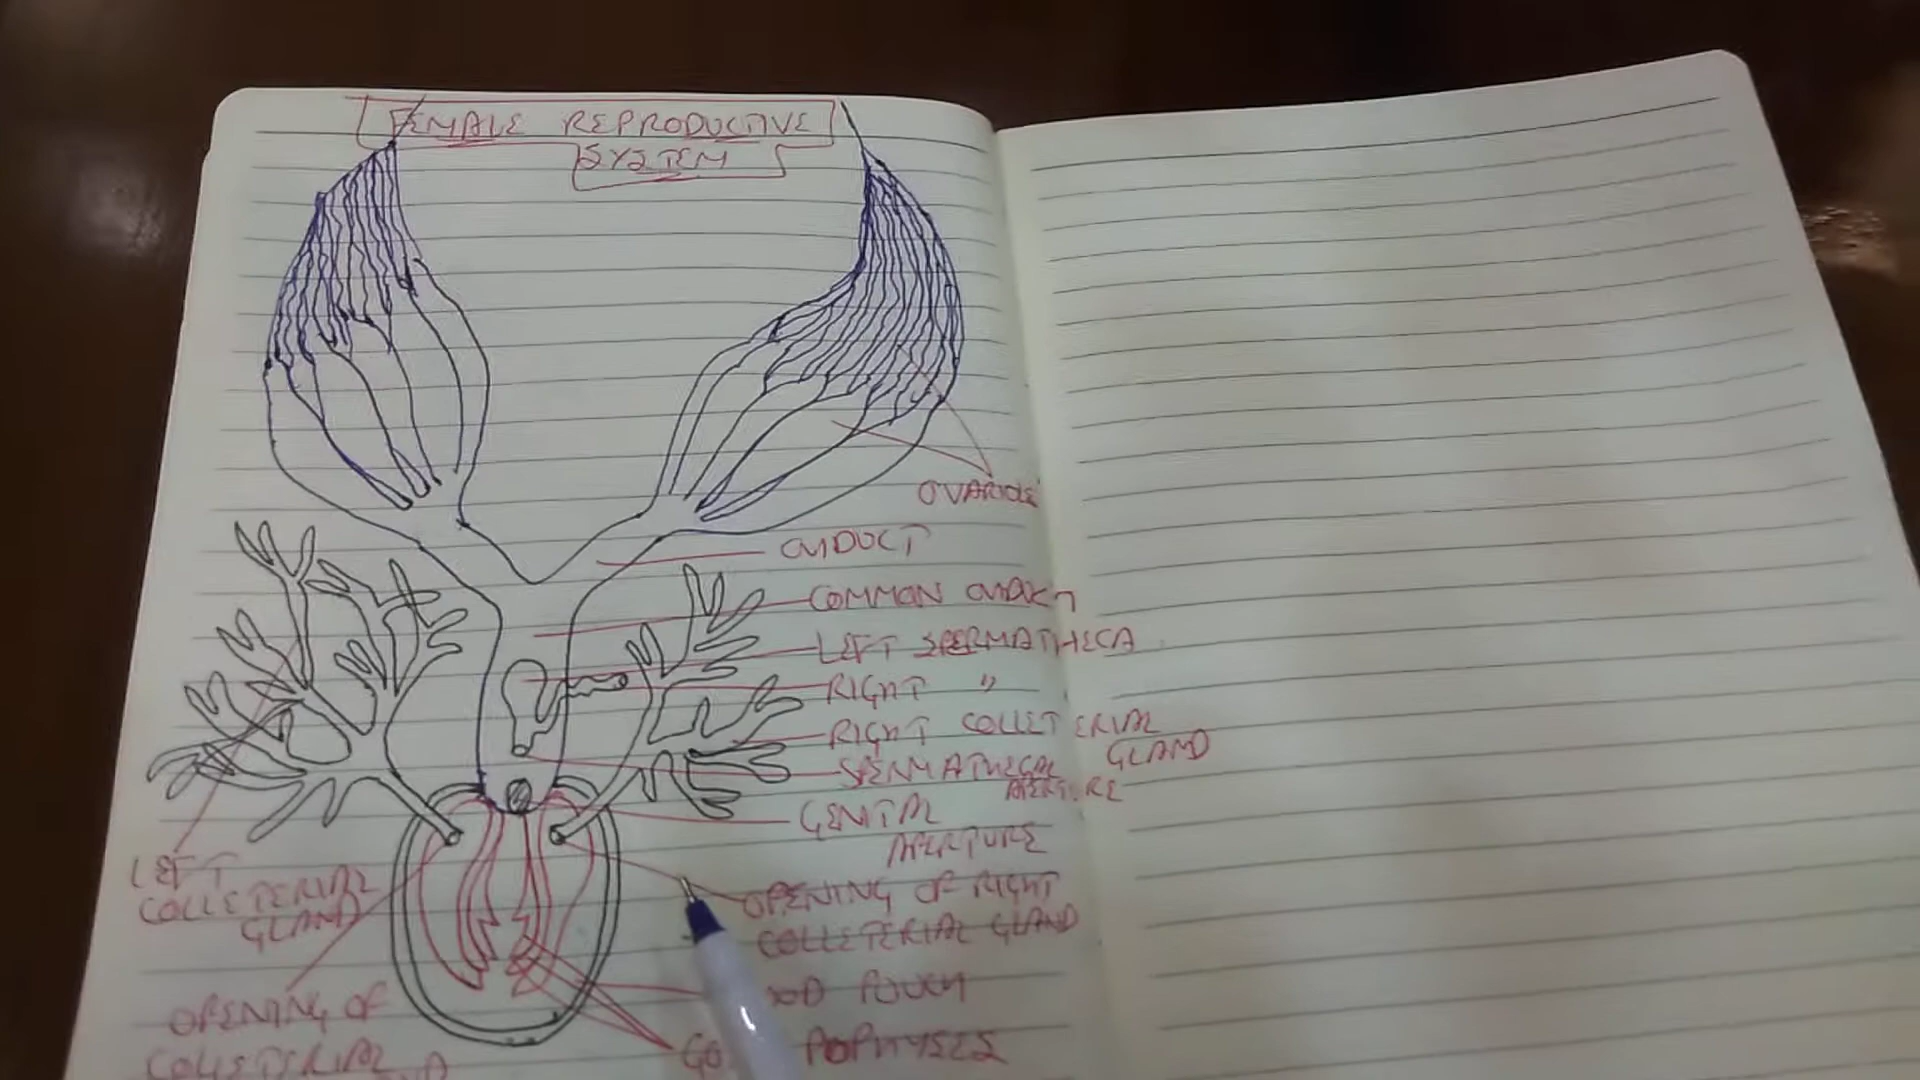 FEMALE REPRODUCTIVE
SYSTEM
OVARIOLE
OVIDUCT
COMMON OVIDUCT
LEFT SPERMATHECA
RIGHT "
RIGHT COLLETERIAL
GLAND
SPERMATHECAL
APERTURE
GENITAL
APERTURE
OPENING OF RIGHT
COLLETERIAL GLAND
POUCH
LEFT
COLLETERIAL
GLAND
OPENING OF
COLLETERIAL